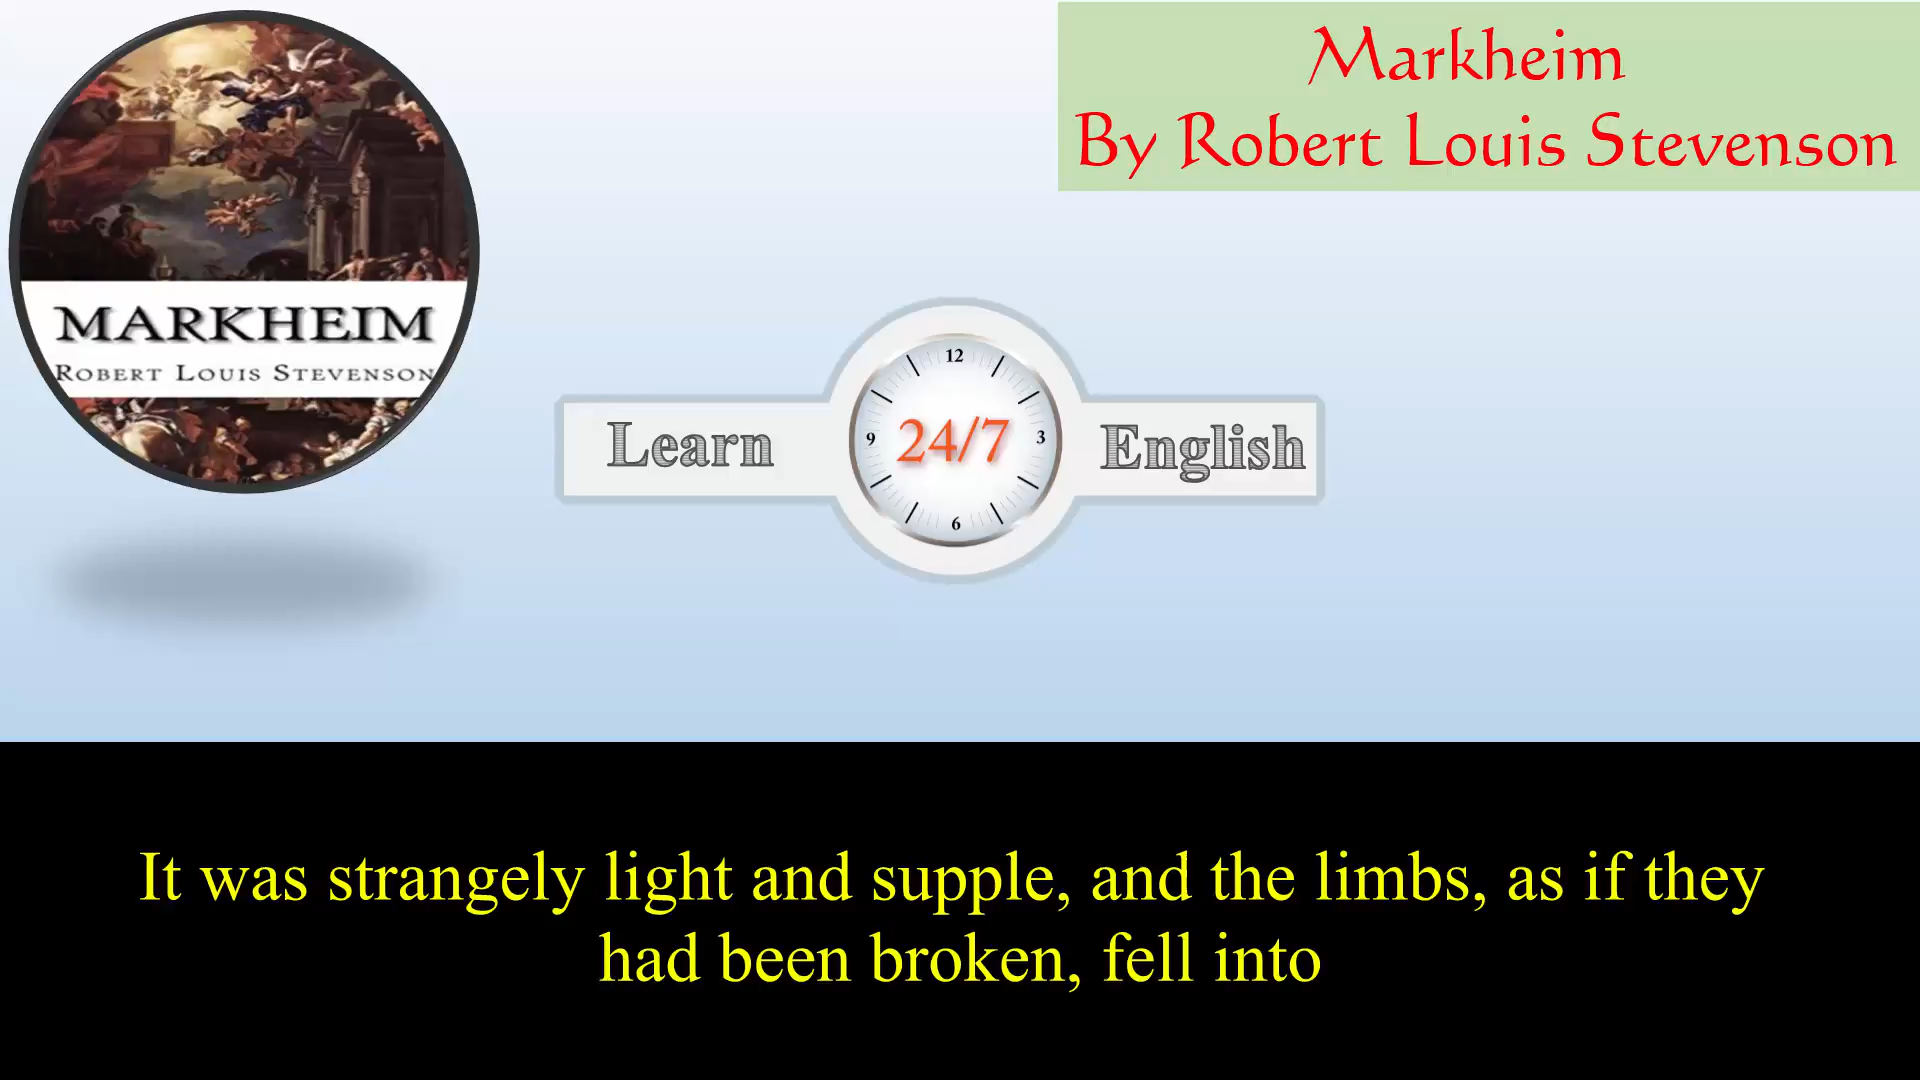 Markheim
By Robert Louis Stevenson
MARKHEIM
ROBERT LOUIS STEVENSON
12
Learn
9
24/7
3
English
6
It was strangely light and supple, and the limbs, as if they
had been broken, fell into